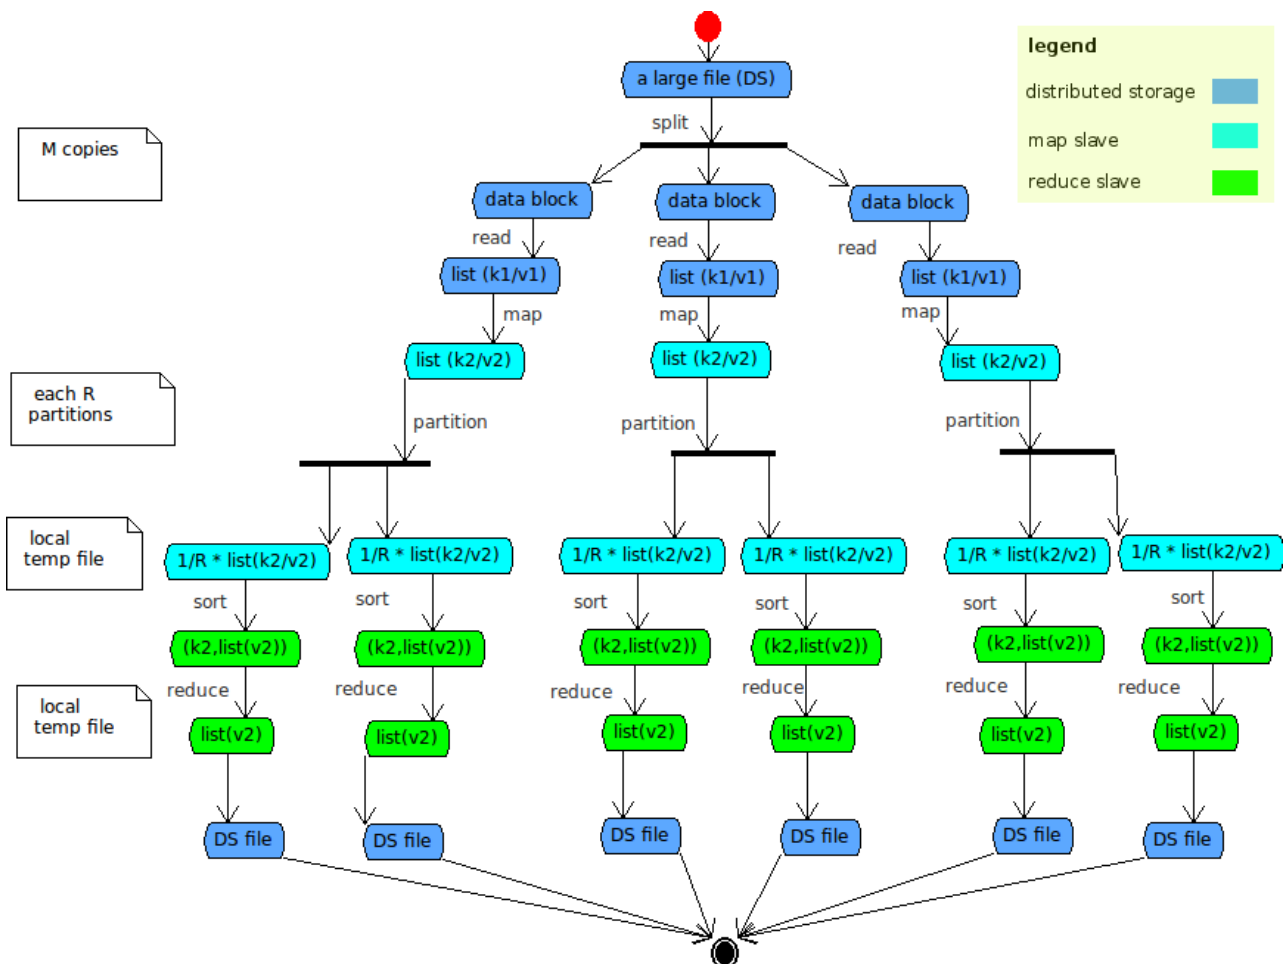 a large file (DS)
legend
distributed storage
map slave
reduce slave
split
M copies
data block
data block
data block
read
read
read
list (k1/v1)
list (k1/v1)
list (k1/v1)
map
map
map
list (k2/v2)
list (k2/v2)
list (k2/v2)
each R
partitions
partition
partition
partition
local
temp file
1/R * list(k2/v2)
1/R * list(k2/v2)
1/R * list(k2/v2)
1/R * list(k2/v2)
1/R * list(k2/v2)
1/R * list(k2/v2)
sort
sort
sort
sort
sort
sort
(k2,list(v2))
(k2,list(v2))
(k2,list(v2))
(k2,list(v2))
(k2,list(v2))
(k2,list(v2))
local
temp file
reduce
reduce
reduce
reduce
reduce
reduce
list(v2)
list(v2)
list(v2)
list(v2)
list(v2)
list(v2)
DS file
DS file
DS file
DS file
DS file
DS file